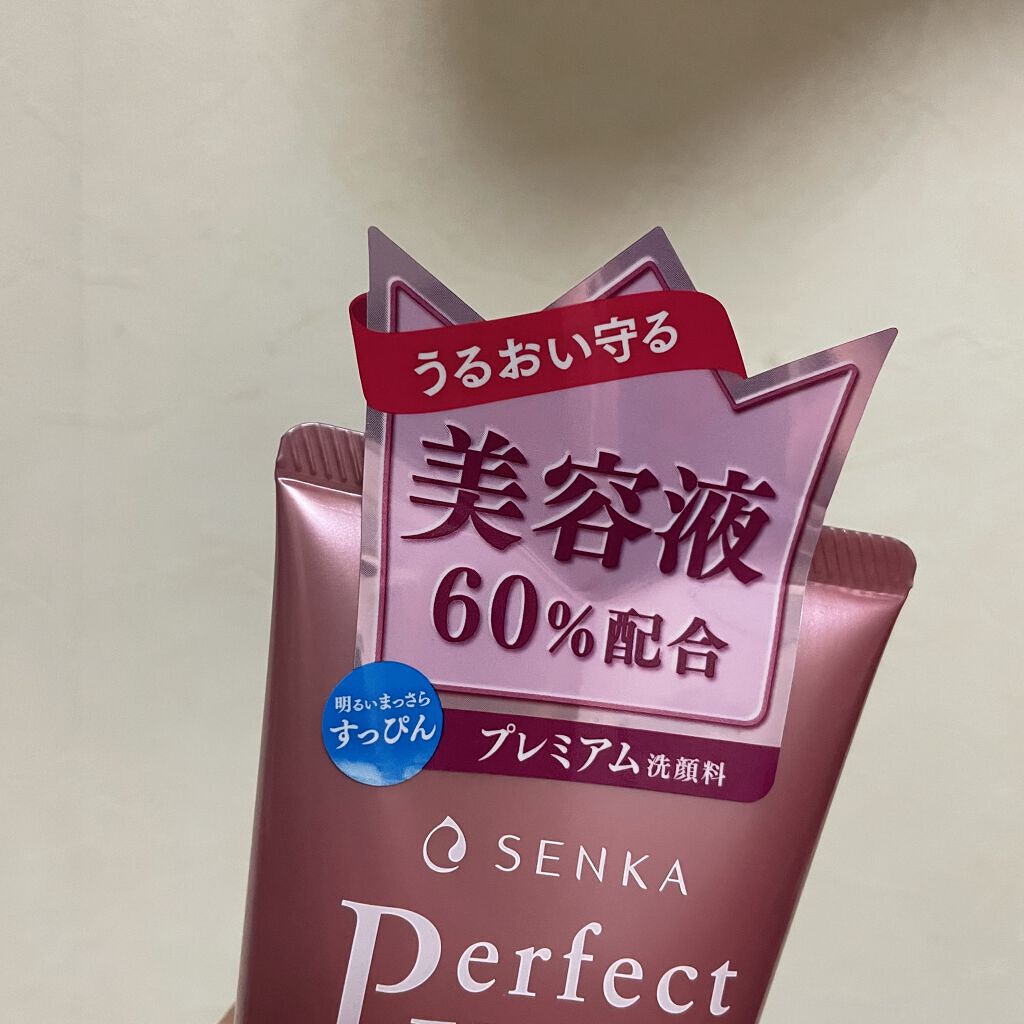 うるおい守る
美容液
60%配合
明るいまっさら
すっぴん
プレミアム洗顔料
SENKA
Perfect